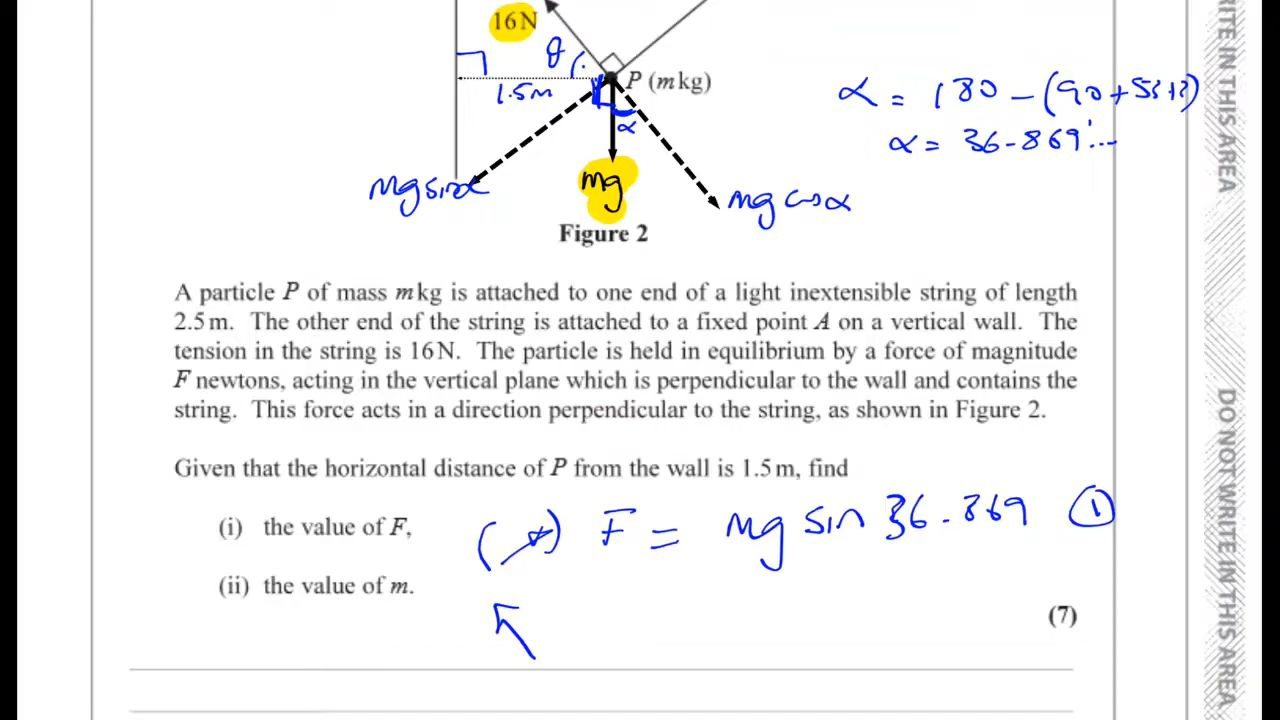 16N
θ
P (m kg)
1.5m
α
α = 180 - (90+53.13)
α = 36.869...
mg sinα
mg
mg cosα
Figure 2
A particle P of mass m kg is attached to one end of a light inextensible string of length
2.5 m. The other end of the string is attached to a fixed point A on a vertical wall. The
tension in the string is 16 N. The particle is held in equilibrium by a force of magnitude
F newtons, acting in the vertical plane which is perpendicular to the wall and contains the
string. This force acts in a direction perpendicular to the string, as shown in Figure 2.
Given that the horizontal distance of P from the wall is 1.5 m, find
(i) the value of F,
(↗) F = mg sin 36.869 ①
(ii) the value of m.
(7)
RITE IN THIS AREA
DO NOT WRITE IN THIS AREA